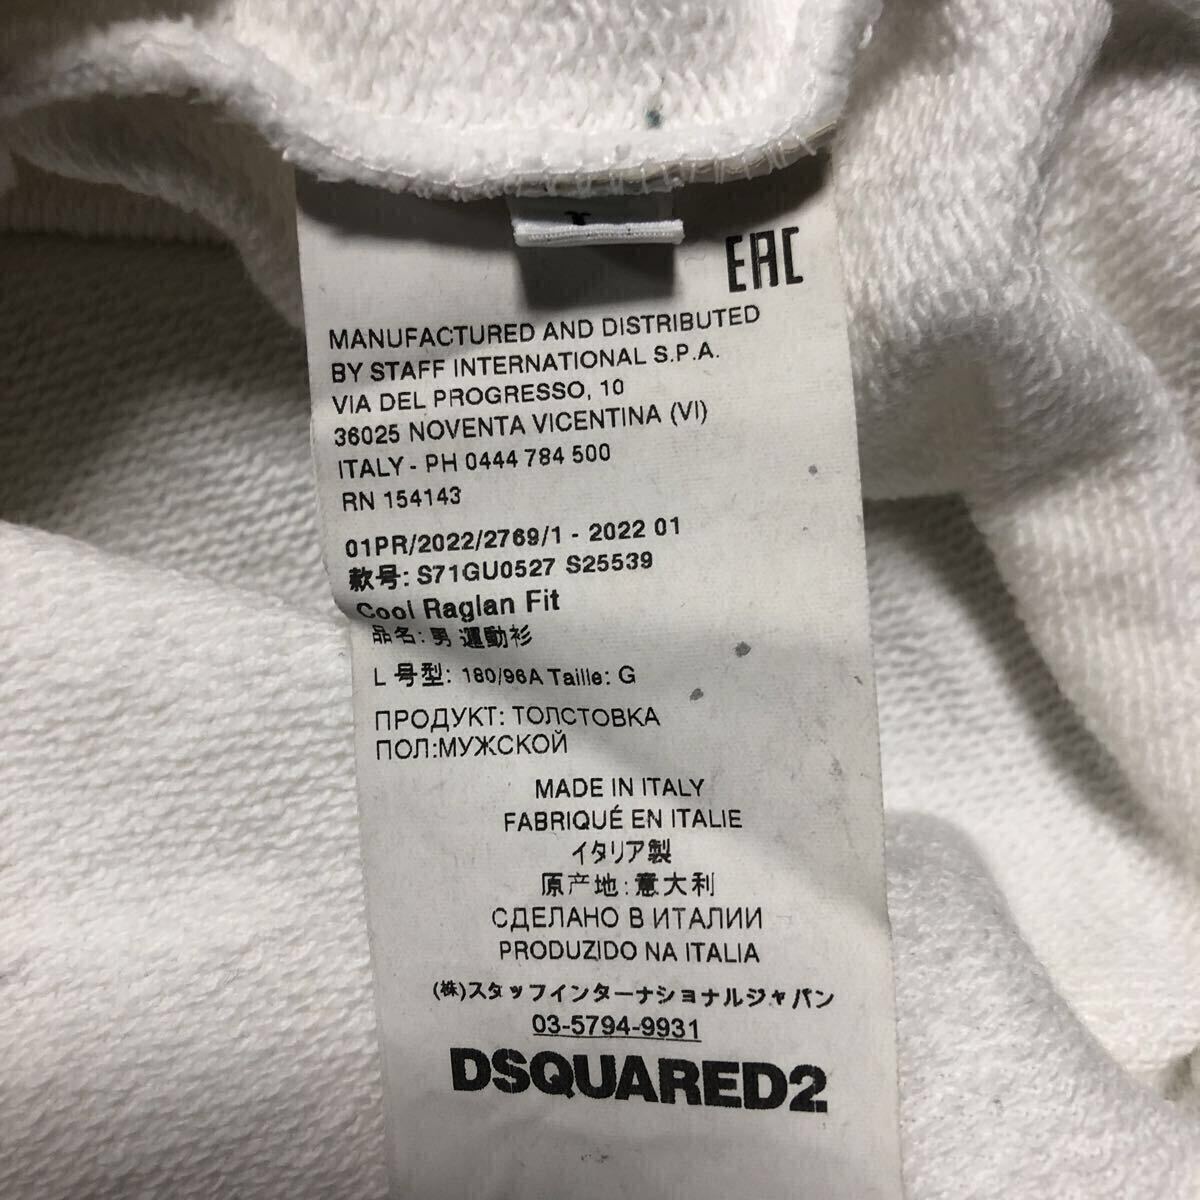 EAC
MANUFACTURED AND DISTRIBUTED
BY STAFF INTERNATIONAL S.P.A.
VIA DEL PROGRESSO, 10
36025 NOVENTA VICENTINA (VI)
ITALY - PH 0444 784 500
RN 154143
01PR/2022/2769/1 - 2022 01
款号: S71GU0527 S25539
Cool Raglan Fit
品名: 男 運動衫
L 号型: 180/96A Taille: G
ПРОДУКТ: ТОЛСТОВКА
ПОЛ:МУЖСКОЙ
MADE IN ITALY
FABRIQUÉ EN ITALIE
イタリア製
原产地: 意大利
СДЕЛАНО В ИТАЛИИ
PRODUZIDO NA ITALIA
(株)スタッフインターナショナルジャパン
03-5794-9931
DSQUARED2